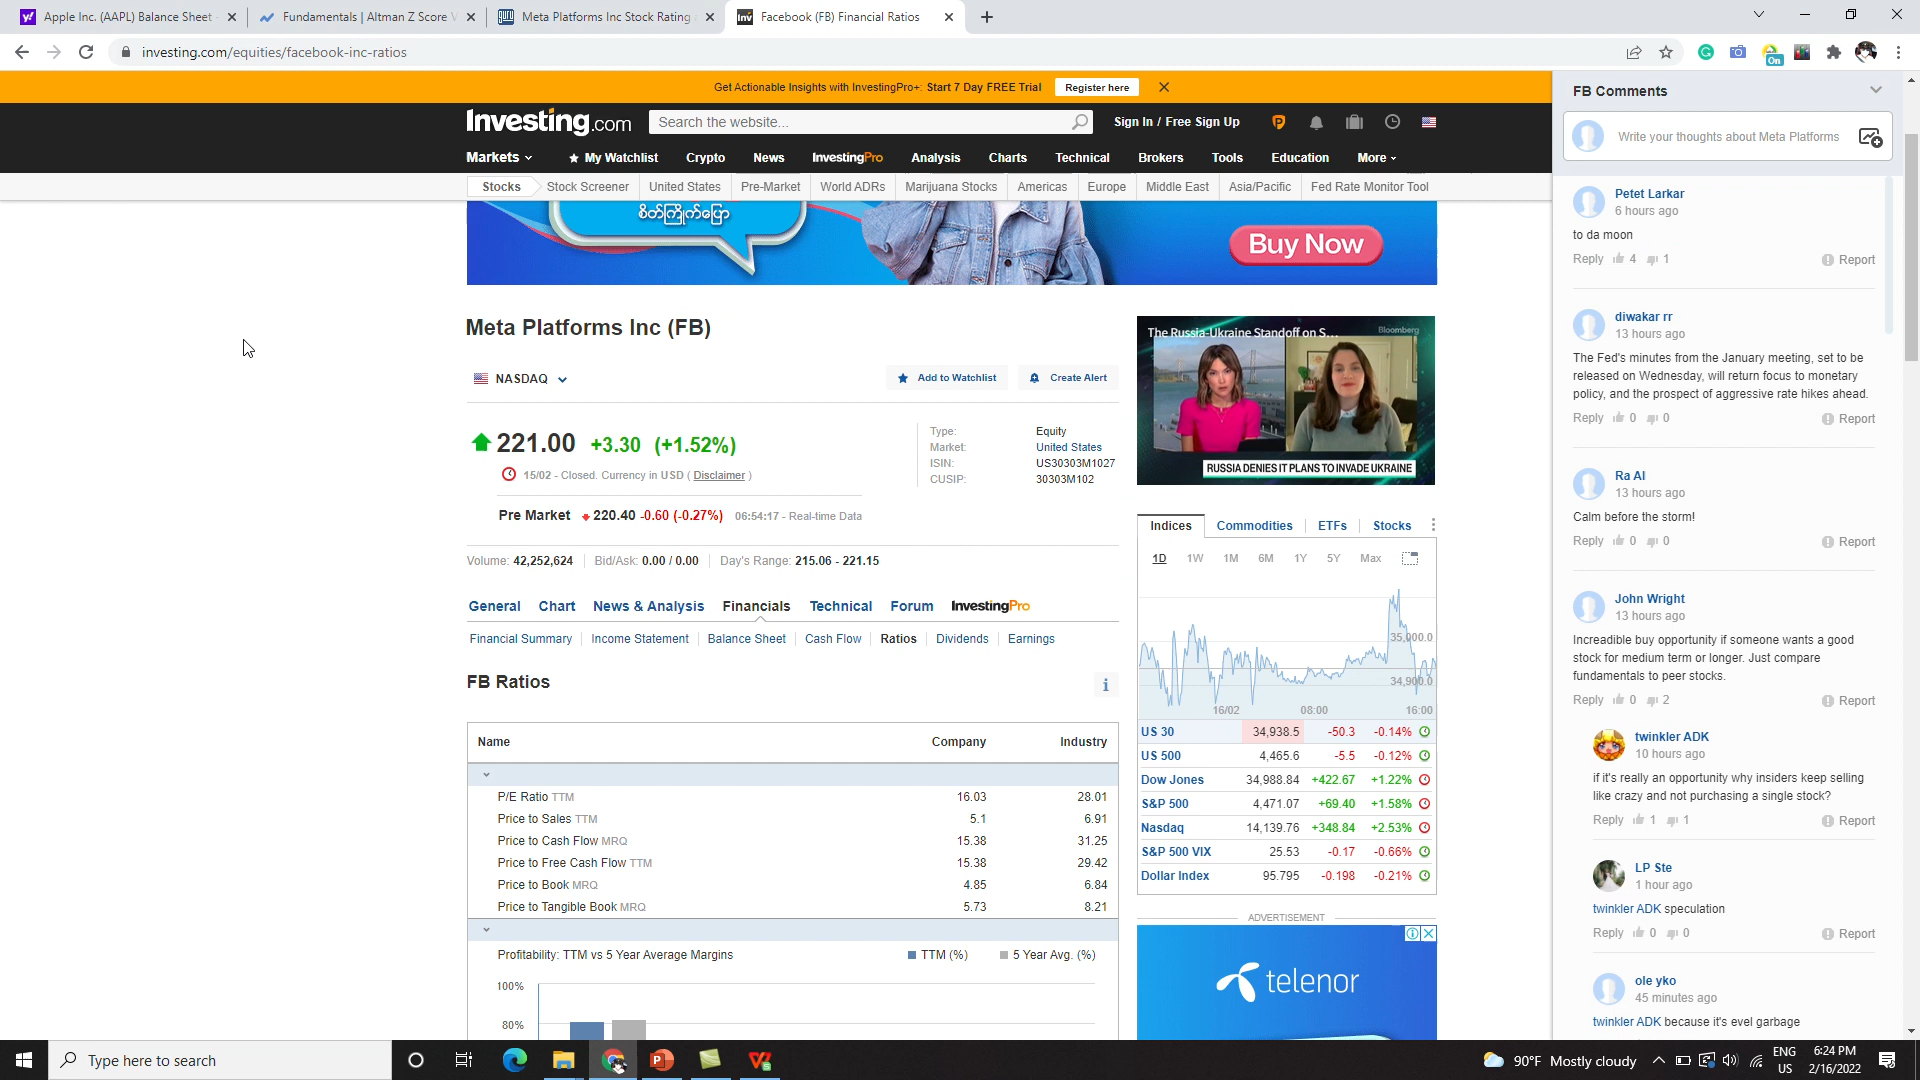 Apple Inc. (AAPL) Balance Sheet
Fundamentals | Altman Z Score V
Meta Platforms Inc Stock Rating
Facebook (FB) Financial Ratios
investing.com/equities/facebook-inc-ratios
On
Get Actionable Insights with InvestingPro+: Start 7 Day FREE Trial
Register here
Investing.com
Search the website...
Sign In / Free Sign Up
Markets
My Watchlist
Crypto
News
InvestingPro
Analysis
Charts
Technical
Brokers
Tools
Education
More
Stocks
Stock Screener
United States
Pre-Market
World ADRs
Marijuana Stocks
Americas
Europe
Middle East
Asia/Pacific
Fed Rate Monitor Tool
စိတ်ကြိုက်ပြော
Buy Now
Meta Platforms Inc (FB)
NASDAQ
Add to Watchlist
Create Alert
221.00 +3.30 (+1.52%)
15/02 - Closed. Currency in USD ( Disclaimer )
Type: Equity
Market: United States
ISIN: US30303M1027
CUSIP: 30303M102
Pre Market 220.40 -0.60 (-0.27%) 06:54:17 - Real-time Data
Volume: 42,252,624 Bid/Ask: 0.00 / 0.00 Day's Range: 215.06 - 221.15
General Chart News & Analysis Financials Technical Forum InvestingPro
Financial Summary Income Statement Balance Sheet Cash Flow Ratios Dividends Earnings
FB Ratios
Name Company Industry
P/E Ratio TTM 16.03 28.01
Price to Sales TTM 5.1 6.91
Price to Cash Flow MRQ 15.38 31.25
Price to Free Cash Flow TTM 15.38 29.42
Price to Book MRQ 4.85 6.84
Price to Tangible Book MRQ 5.73 8.21
Profitability: TTM vs 5 Year Average Margins TTM (%) 5 Year Avg. (%)
100%
80%
The Russia-Ukraine Standoff on S...
Bloomberg
RUSSIA DENIES IT PLANS TO INVADE UKRAINE
Indices Commodities ETFs Stocks
1D 1W 1M 6M 1Y 5Y Max
35,000.0
34,900.0
16/02 08:00 16:00
US 30 34,938.5 -50.3 -0.14%
US 500 4,465.6 -5.5 -0.12%
Dow Jones 34,988.84 +422.67 +1.22%
S&P 500 4,471.07 +69.40 +1.58%
Nasdaq 14,139.76 +348.84 +2.53%
S&P 500 VIX 25.53 -0.17 -0.66%
Dollar Index 95.795 -0.198 -0.21%
ADVERTISEMENT
telenor
FB Comments
Write your thoughts about Meta Platforms
Petet Larkar
6 hours ago
to da moon
Reply 4 1 Report
diwakar rr
13 hours ago
The Fed's minutes from the January meeting, set to be
released on Wednesday, will return focus to monetary
policy, and the prospect of aggressive rate hikes ahead.
Reply 0 0 Report
Ra Al
13 hours ago
Calm before the storm!
Reply 0 0 Report
John Wright
13 hours ago
Increadible buy opportunity if someone wants a good
stock for medium term or longer. Just compare
fundamentals to peer stocks.
Reply 0 2 Report
twinkler ADK
10 hours ago
if it's really an opportunity why insiders keep selling
like crazy and not purchasing a single stock?
Reply 1 1 Report
LP Ste
1 hour ago
twinkler ADK speculation
Reply 0 0 Report
ole yko
45 minutes ago
twinkler ADK because it's evel garbage
Type here to search
90°F Mostly cloudy
ENG
US
6:24 PM
2/16/2022